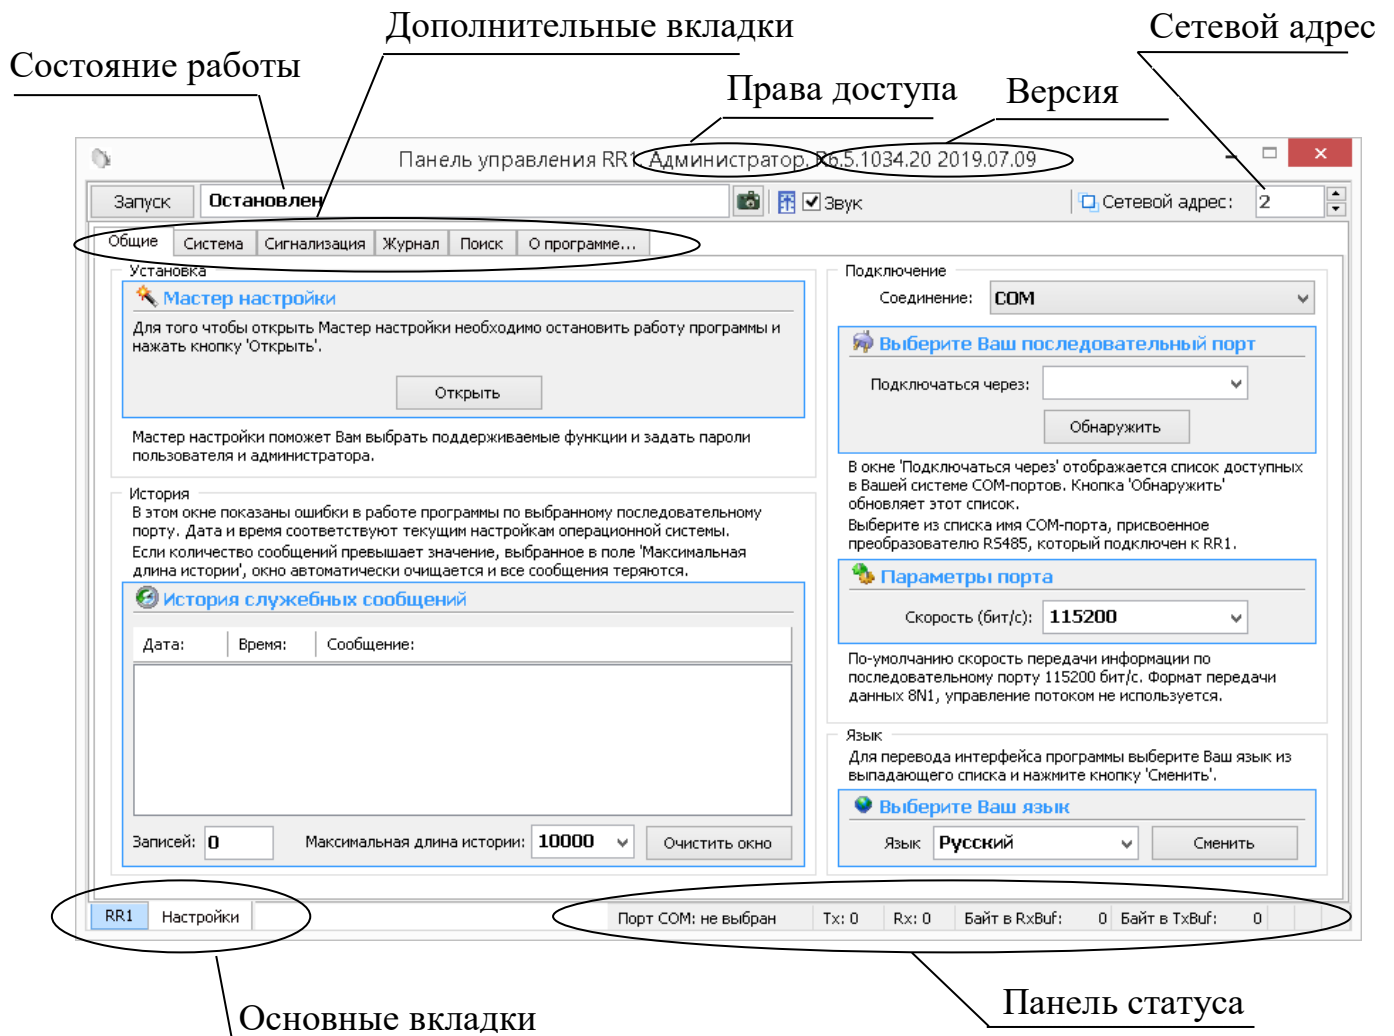 Дополнительные вкладки
Сетевой адрес
Состояние работы
Права доступа
Версия
Панель управления RR1. Администратор. R6.5.1034.20 2019.07.09
Запуск
Остановлен
Звук
Сетевой адрес: 2
Общие Система Сигнализация Журнал Поиск О программе...
Установка
Мастер настройки
Для того чтобы открыть Мастер настройки необходимо остановить работу программы и
нажать кнопку 'Открыть'.
Открыть
Мастер настройки поможет Вам выбрать поддерживаемые функции и задать пароли
пользователя и администратора.
История
В этом окне показаны ошибки в работе программы по выбранному последовательному
порту. Дата и время соответствуют текущим настройкам операционной системы.
Если количество сообщений превышает значение, выбранное в поле 'Максимальная
длина истории', окно автоматически очищается и все сообщения теряются.
История служебных сообщений
Дата: Время: Сообщение:
Записей: 0 Максимальная длина истории: 10000 Очистить окно
Подключение
Соединение: COM
Выберите Ваш последовательный порт
Подключаться через:
Обнаружить
В окне 'Подключаться через' отображается список доступных
в Вашей системе COM-портов. Кнопка 'Обнаружить'
обновляет этот список.
Выберите из списка имя COM-порта, присвоенное
преобразователю RS485, который подключен к RR1.
Параметры порта
Скорость (бит/с): 115200
По-умолчанию скорость передачи информации по
последовательному порту 115200 бит/с. Формат передачи
данных 8N1, управление потоком не используется.
Язык
Для перевода интерфейса программы выберите Ваш язык из
выпадающего списка и нажмите кнопку 'Сменить'.
Выберите Ваш язык
Язык Русский Сменить
RR1 Настройки
Порт COM: не выбран Tx: 0 Rx: 0 Байт в RxBuf: 0 Байт в TxBuf: 0
Панель статуса
Основные вкладки